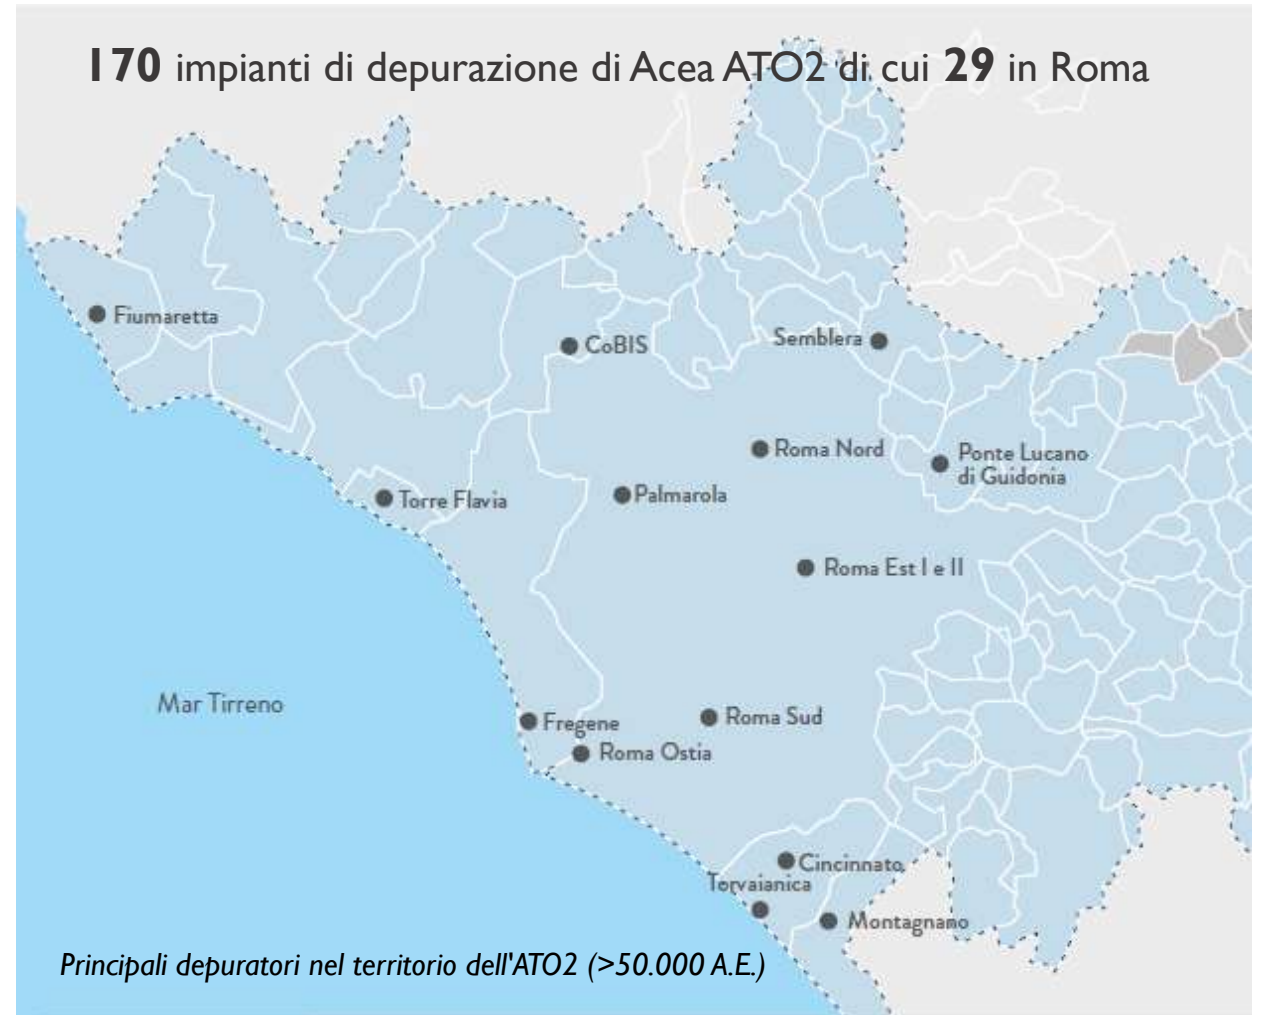 170 impianti di depurazione di Acea ATO2 di cui 29 in Roma
Fiumaretta
CoBIS
Semblera
Roma Nord
Ponte Lucano
di Guidonia
Palmarola
Torre Flavia
Roma Est I e II
Mar Tirreno
Fregene
Roma Sud
Roma Ostia
Cincinnato
Torvaianica
Montagnano
Principali depuratori nel territorio dell'ATO2 (>50.000 A.E.)